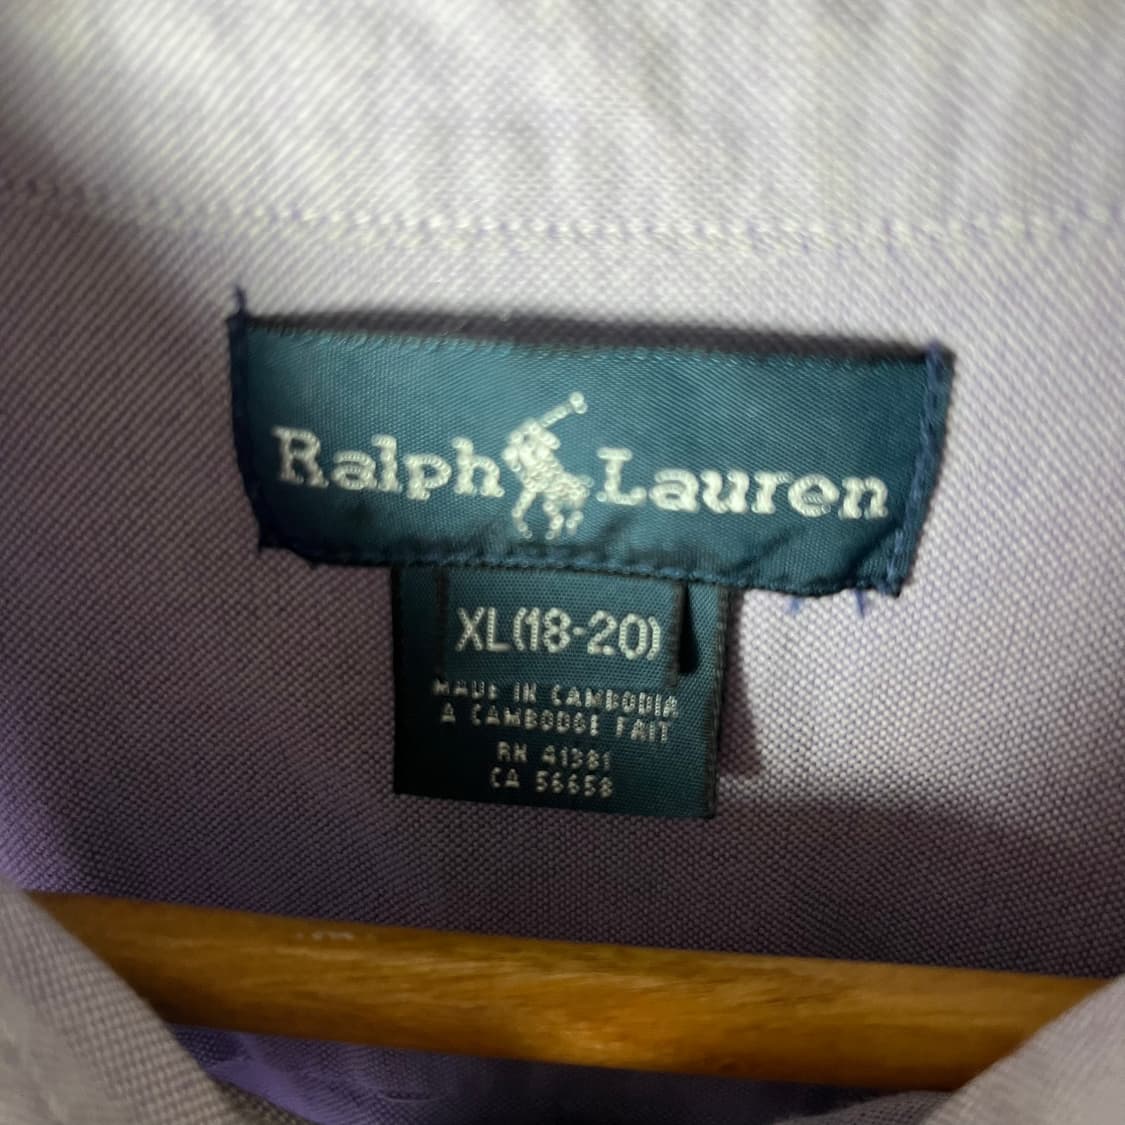 Ralph Lauren
XL(18-20)
MADE IN CAMBODIA
A CAMBODGE FAIT
RN 41381
CA 56658